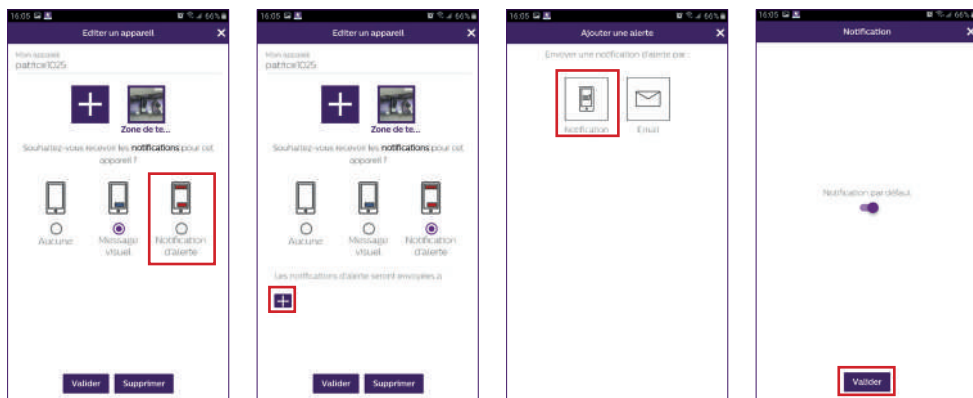 16:05 66%
Editer un appareil
Mon appareil
patrice1025
Zone de te...
Souhaitez-vous recevoir les notifications pour cet
appareil ?
Aucune
Message
visuel
Notification
d'alerte
Valider Supprimer
16:05 66%
Editer un appareil
Mon appareil
patrice1025
Zone de te...
Souhaitez-vous recevoir les notifications pour cet
appareil ?
Aucune
Message
visuel
Notification
d'alerte
Les notifications d'alerte seront envoyées à
Valider Supprimer
16:05 66%
Ajouter une alerte
Envoyer une notification d'alerte par :
Notification
Email
16:05 66%
Notification
Notification par défaut
Valider